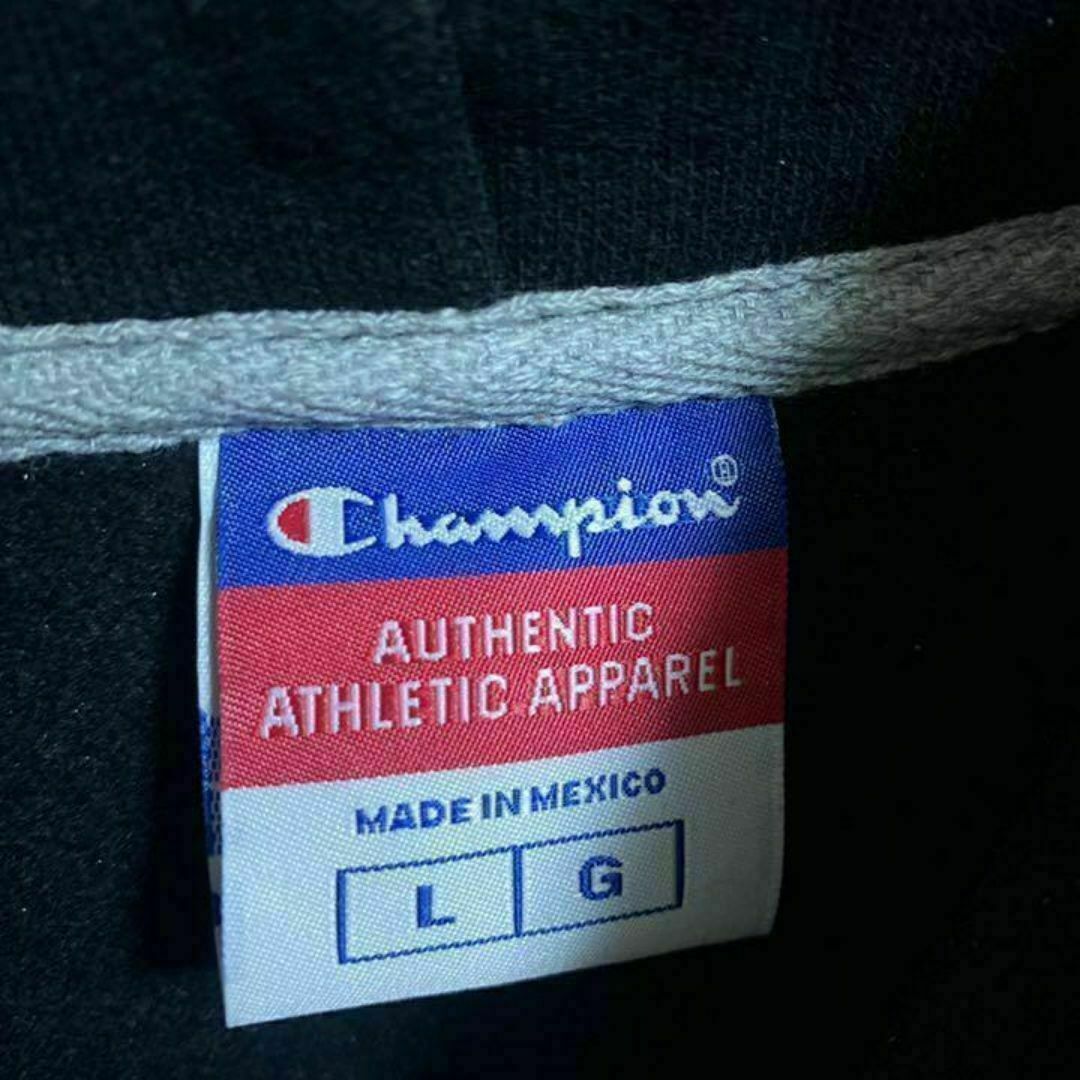 Champion®
AUTHENTIC
ATHLETIC APPAREL
MADE IN MEXICO
L G